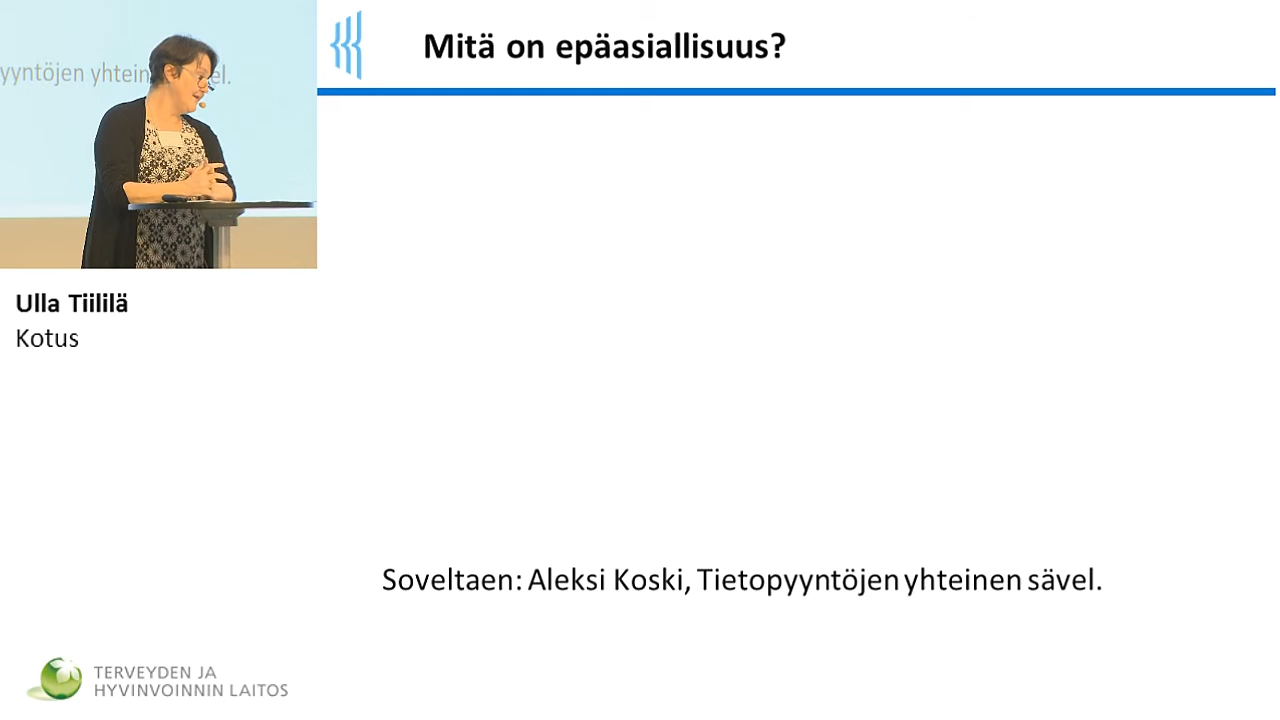 Mitä on epäasiallisuus?
yyntöjen yhtein el.
Ulla Tiililä
Kotus
Soveltaen: Aleksi Koski, Tietopyyntöjen yhteinen sävel.
TERVEYDEN JA
HYVINVOINNIN LAITOS